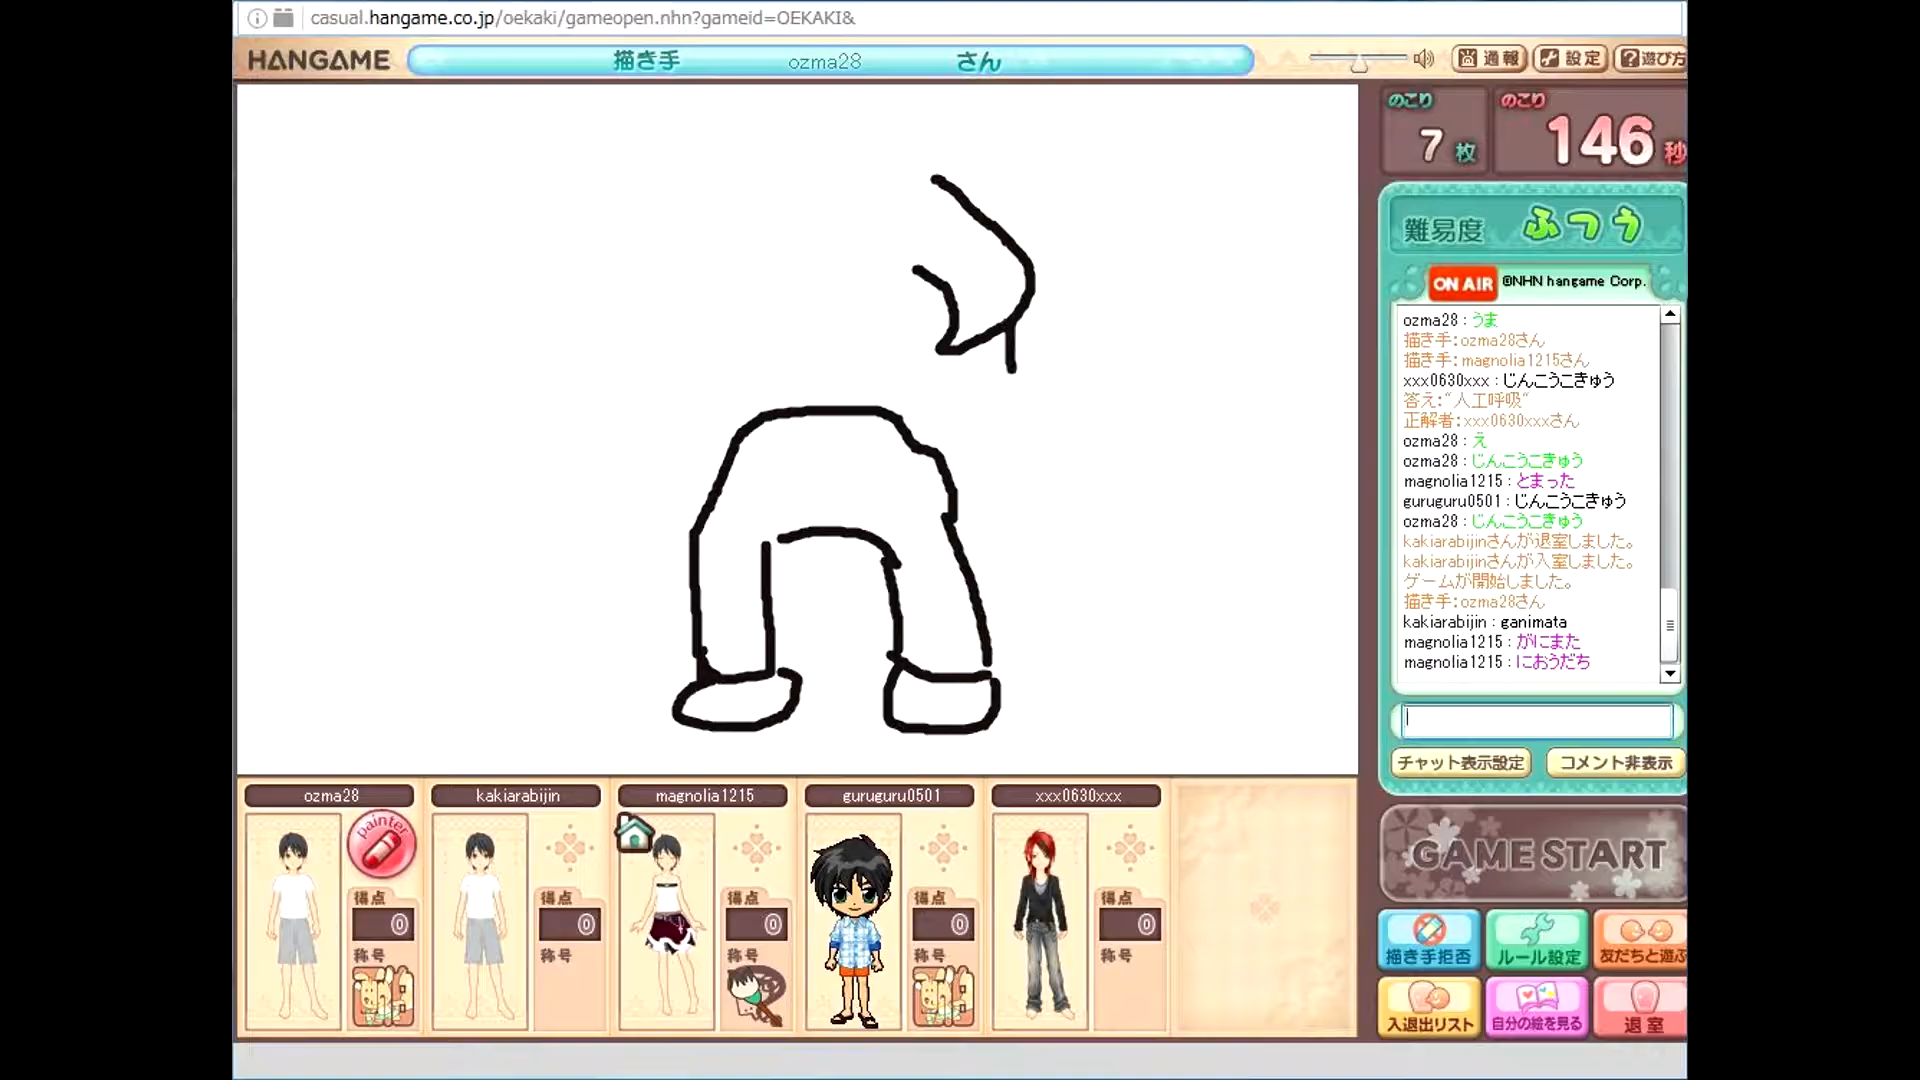 casual.hangame.co.jp/oekaki/gameopen.nhn?gameid=OEKAKI&
HANGAME
描き手 ozma28 さん
通報
設定
遊び方
のこり
7枚
のこり
146秒
難易度 ふつう
ON AIR ©NHN hangame Corp.
ozma28 : うま
描き手:ozma28さん
描き手:magnolia1215さん
xxx0630xxx : じんこうこきゅう
答え:"人工呼吸"
正解者:xxx0630xxxさん
ozma28 : え
ozma28 : じんこうこきゅう
magnolia1215 : とまった
guruguru0501 : じんこうこきゅう
ozma28 : じんこうこきゅう
kakiarabijinさんが退室しました。
kakiarabijinさんが入室しました。
ゲームが開始しました。
描き手:ozma28さん
kakiarabijin : ganimata
magnolia1215 : がにまた
magnolia1215 : におうだち
チャット表示設定
コメント非表示
GAME START
描き手拒否
ルール設定
友だちと遊ぶ
入退出リスト
自分の絵を見る
退室
ozma28
painter
得点
0
称号
kakiarabijin
得点
0
称号
magnolia1215
得点
0
称号
guruguru0501
得点
0
称号
xxx0630xxx
得点
0
称号